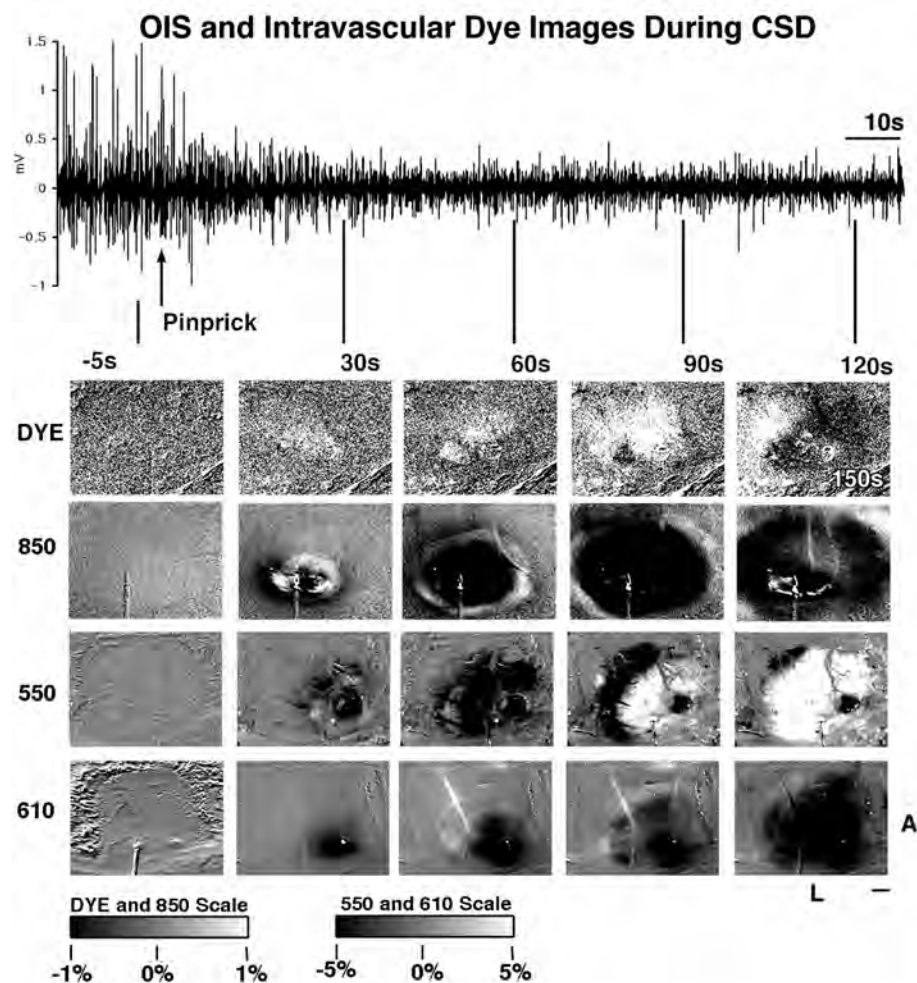 OIS and Intravascular Dye Images During CSD
1.5
1
0.5
mV
0
-0.5
-1
10s
Pinprick
-5s 30s 60s 90s 120s
DYE
150s
850
550
610
A
L
DYE and 850 Scale 550 and 610 Scale
-1% 0% 1% -5% 0% 5%